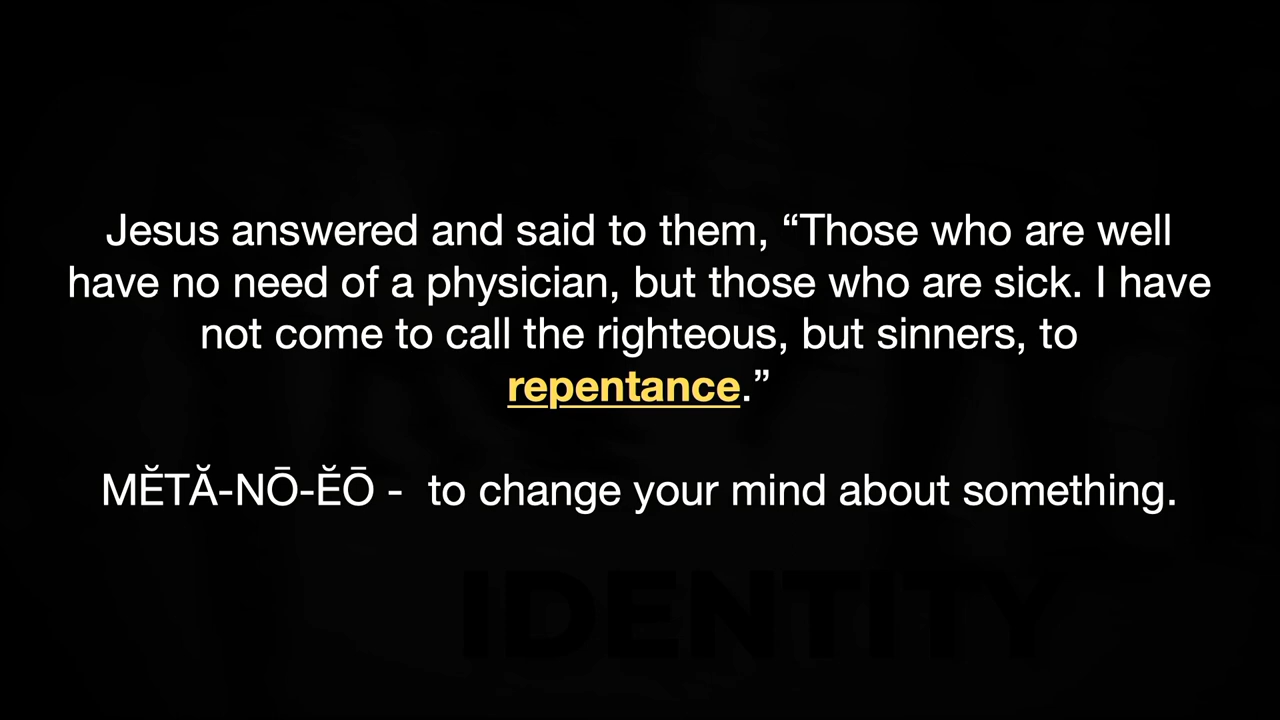 Jesus answered and said to them, “Those who are well
have no need of a physician, but those who are sick. I have
not come to call the righteous, but sinners, to
repentance.”
MĔTĂ-NŌ-ĔŌ -  to change your mind about something.
IDENTITY